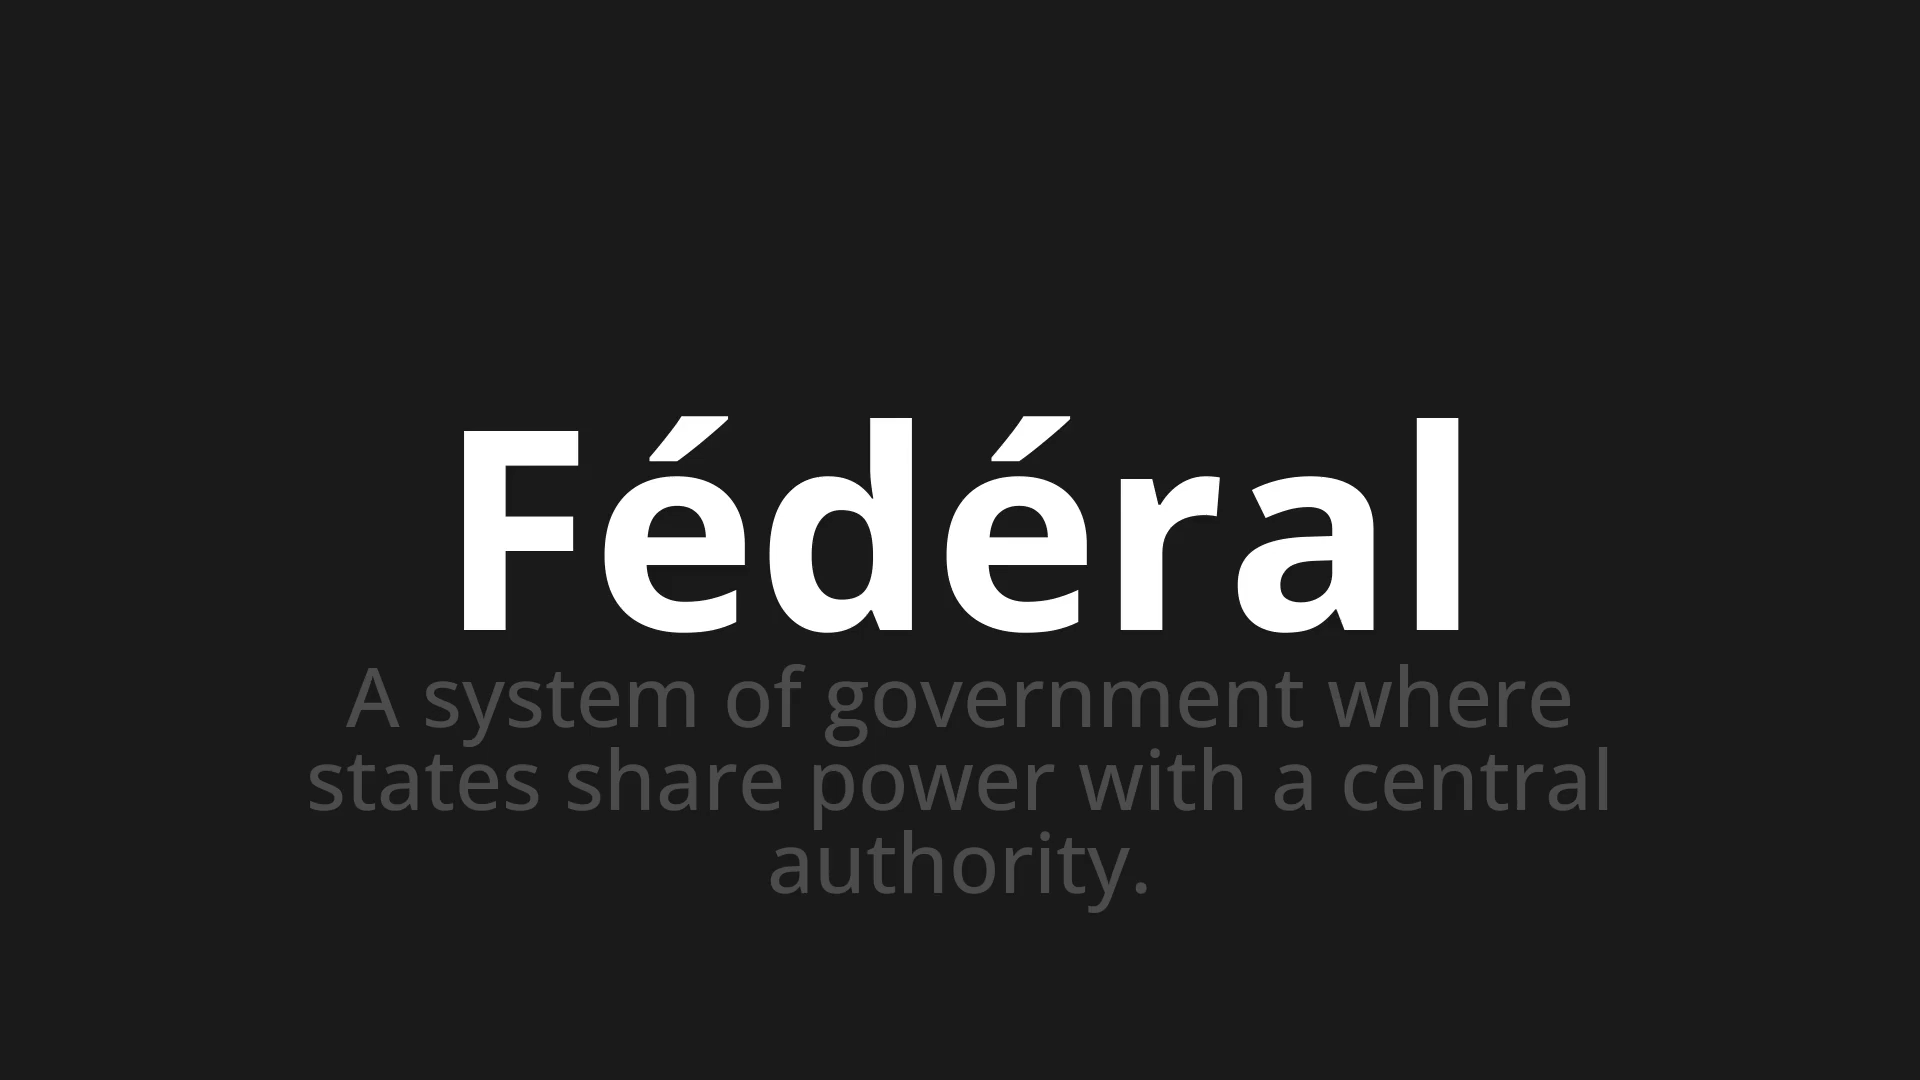 Fédéral
A system of government where
states share power with a central
authority.